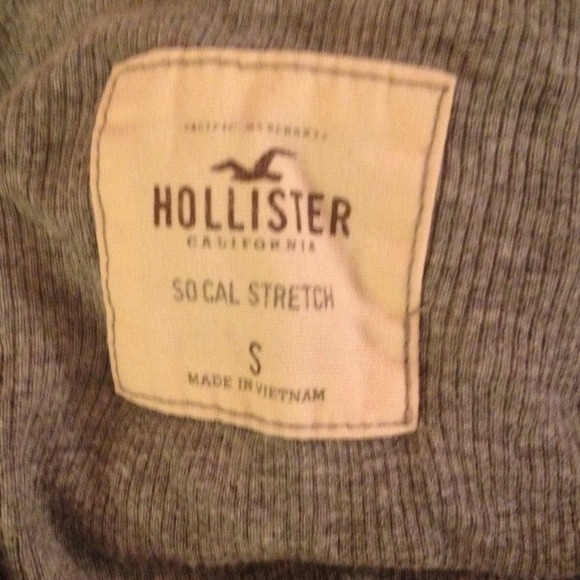 PACIFIC MERCHANTS
HOLLISTER
CALIFORNIA
SO CAL STRETCH
S
MADE IN VIETNAM